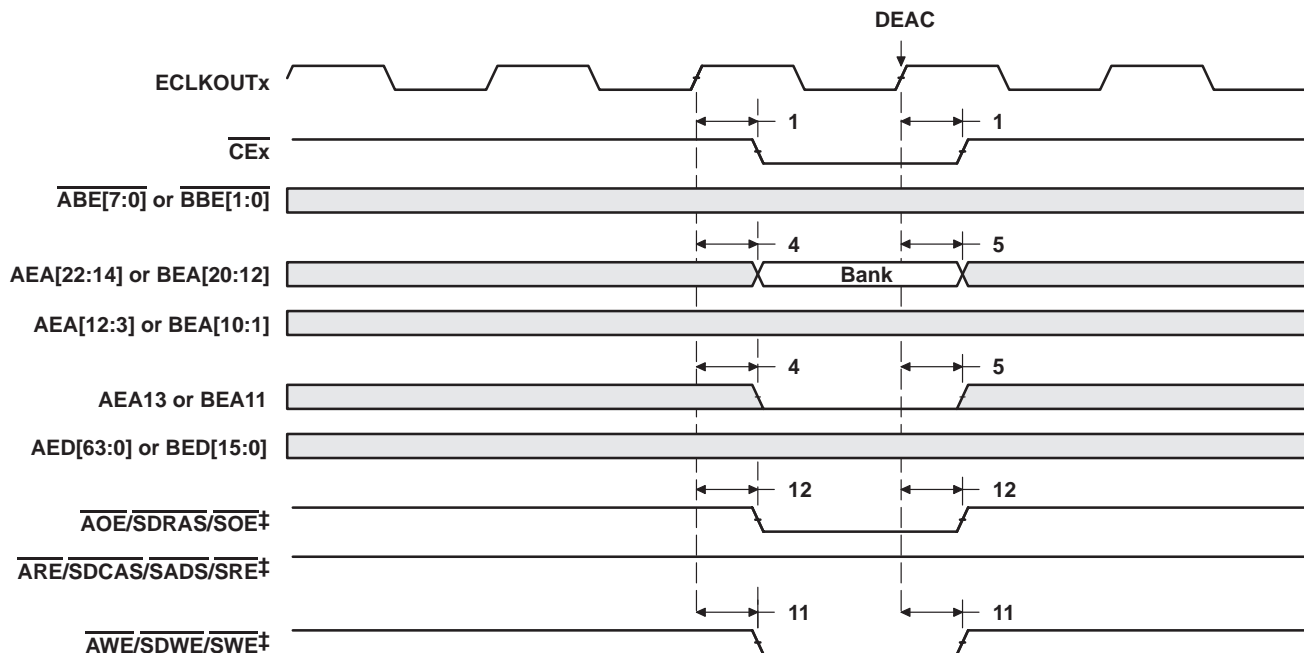 DEAC
ECLKOUTx
1 1
CEx
ABE[7:0] or BBE[1:0]
4 5
AEA[22:14] or BEA[20:12] Bank
AEA[12:3] or BEA[10:1]
4 5
AEA13 or BEA11
AED[63:0] or BED[15:0]
12 12
AOE/SDRAS/SOE‡
ARE/SDCAS/SADS/SRE‡
11 11
AWE/SDWE/SWE‡